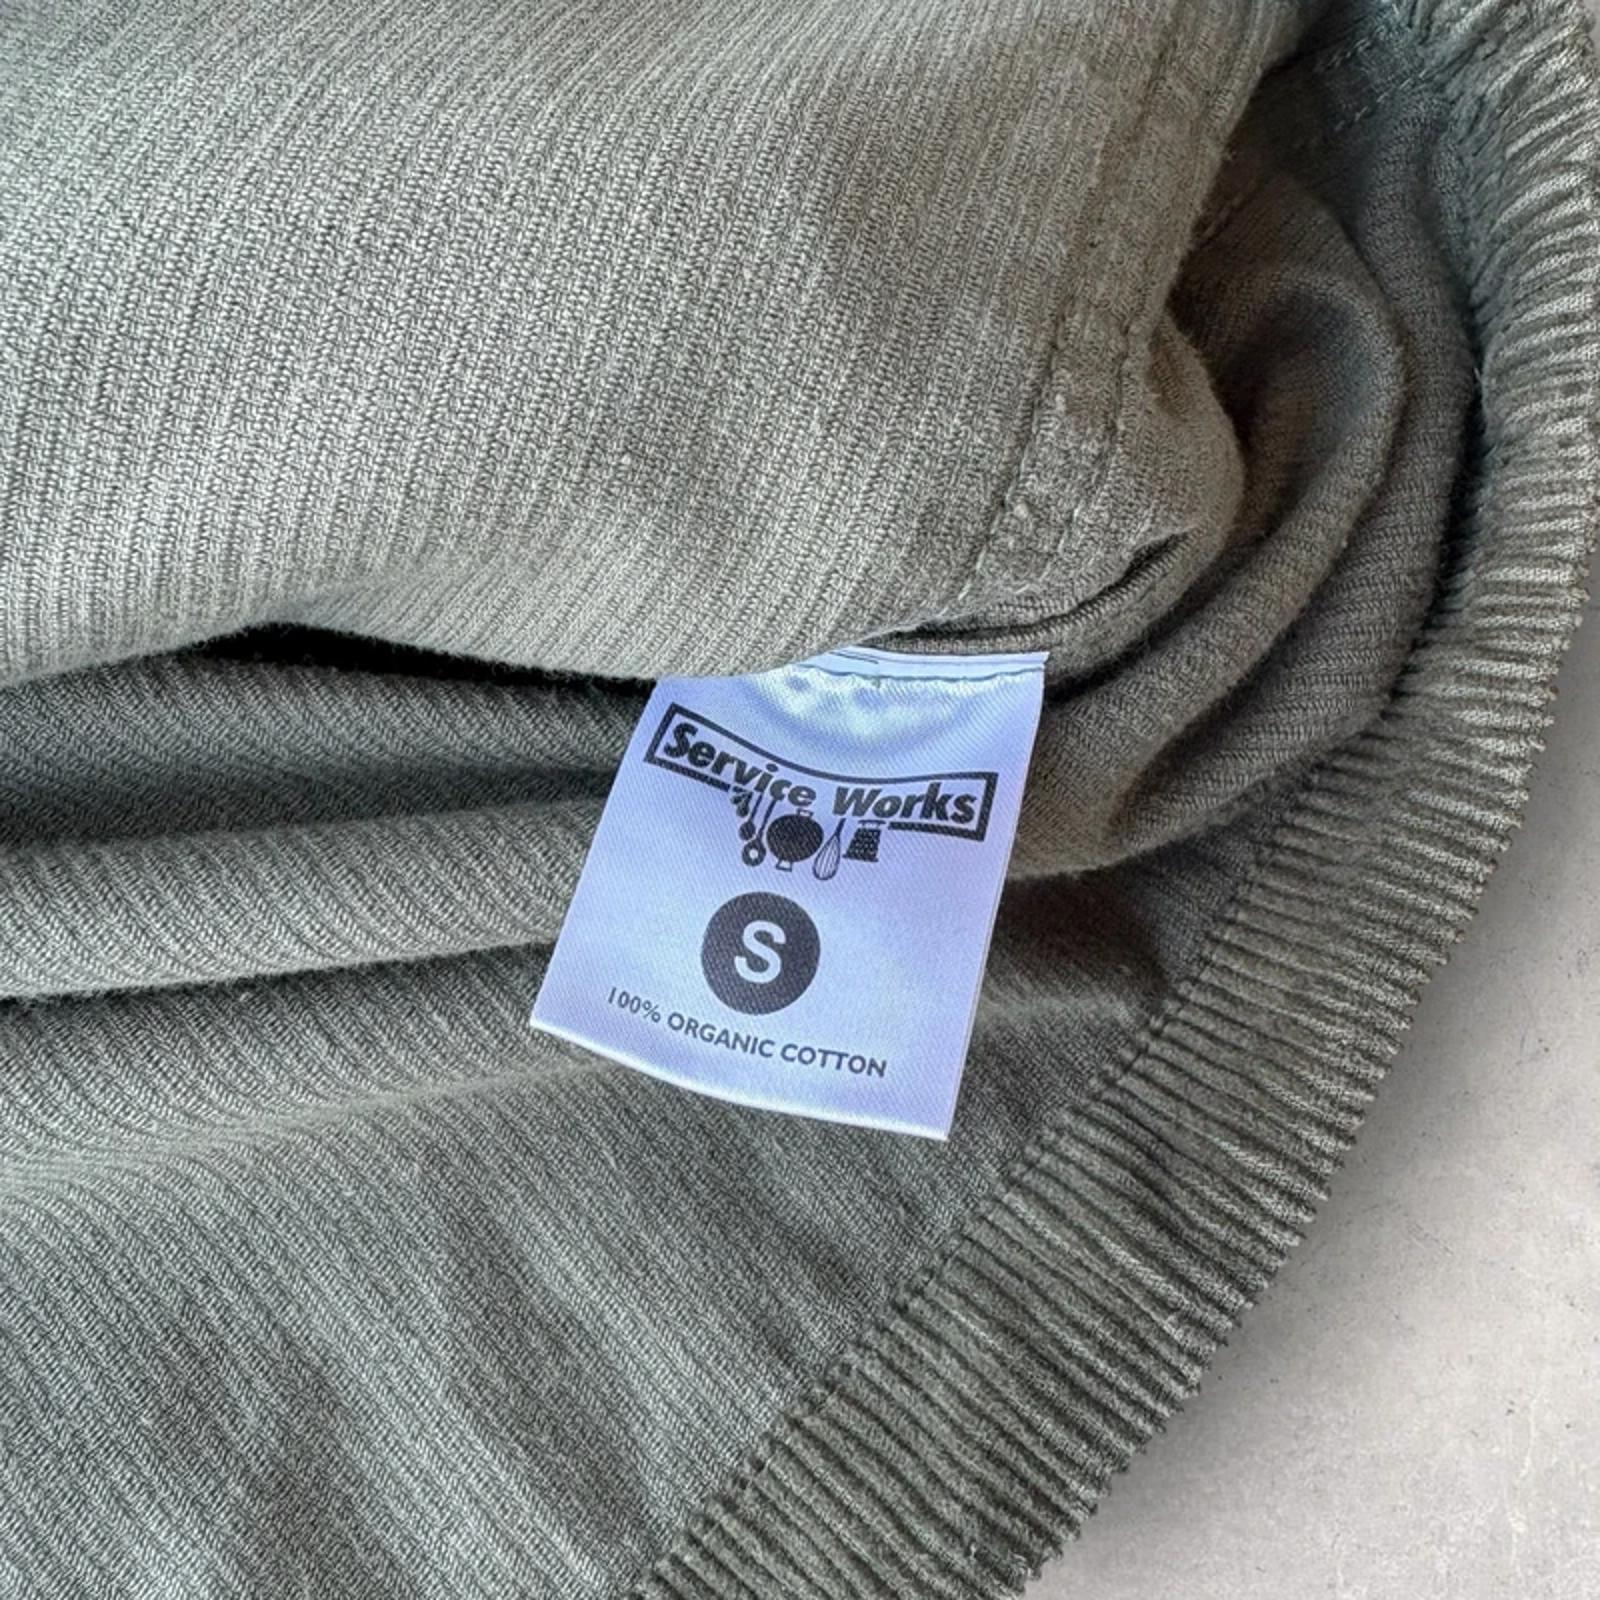 Service Works
S
100% ORGANIC COTTON